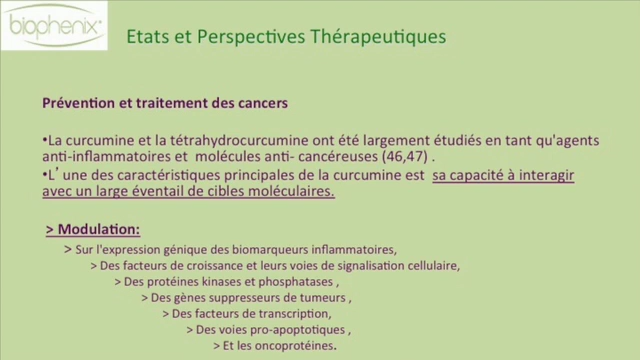 biophenix
Etats et Perspectives Thérapeutiques
Prévention et traitement des cancers
•La curcumine et la tétrahydrocurcumine ont été largement étudiés en tant qu'agents
anti-inflammatoires et molécules anti- cancéreuses (46,47) .
•L' une des caractéristiques principales de la curcumine est sa capacité à interagir
avec un large éventail de cibles moléculaires.
> Modulation:
> Sur l'expression génique des biomarqueurs inflammatoires,
> Des facteurs de croissance et leurs voies de signalisation cellulaire,
> Des protéines kinases et phosphatases ,
> Des gènes suppresseurs de tumeurs ,
> Des facteurs de transcription,
> Des voies pro-apoptotiques ,
> Et les oncoprotéines.